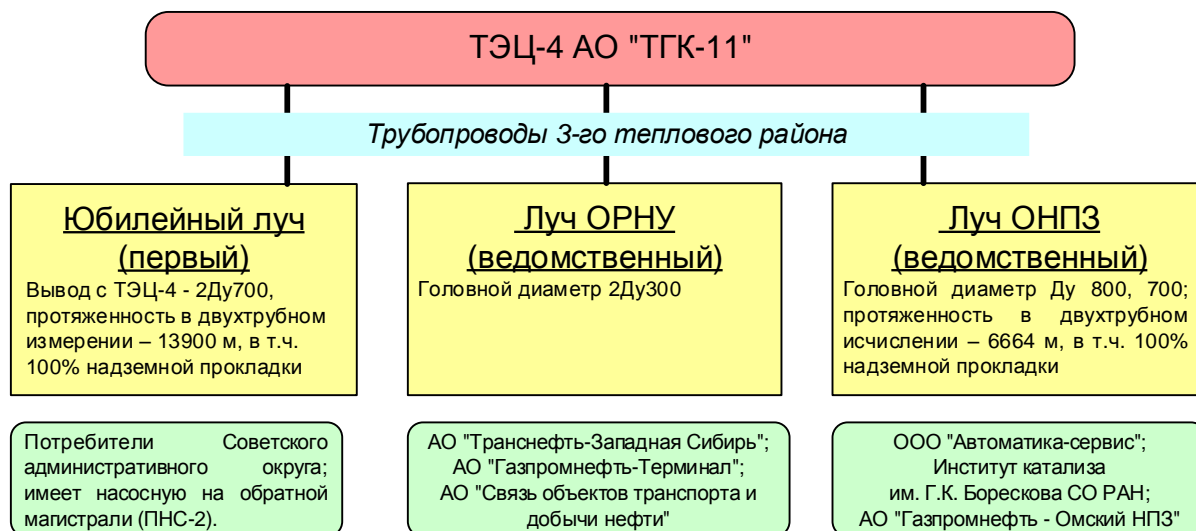 ТЭЦ-4 АО "ТГК-11"
Трубопроводы 3-го теплового района
Юбилейный луч
(первый)
Вывод с ТЭЦ-4 - 2Ду700,
протяженность в двухтрубном
измерении – 13900 м, в т.ч.
100% надземной прокладки
Луч ОРНУ
(ведомственный)
Головной диаметр 2Ду300
Луч ОНПЗ
(ведомственный)
Головной диаметр Ду 800, 700;
протяженность в двухтрубном
исчислении – 6664 м, в т.ч. 100%
надземной прокладки
Потребители Советского
административного округа;
имеет насосную на обратной
магистрали (ПНС-2).
АО "Транснефть-Западная Сибирь";
АО "Газпромнефть-Терминал";
АО "Связь объектов транспорта и
добычи нефти"
ООО "Автоматика-сервис";
Институт катализа
им. Г.К. Борескова СО РАН;
АО "Газпромнефть - Омский НПЗ"